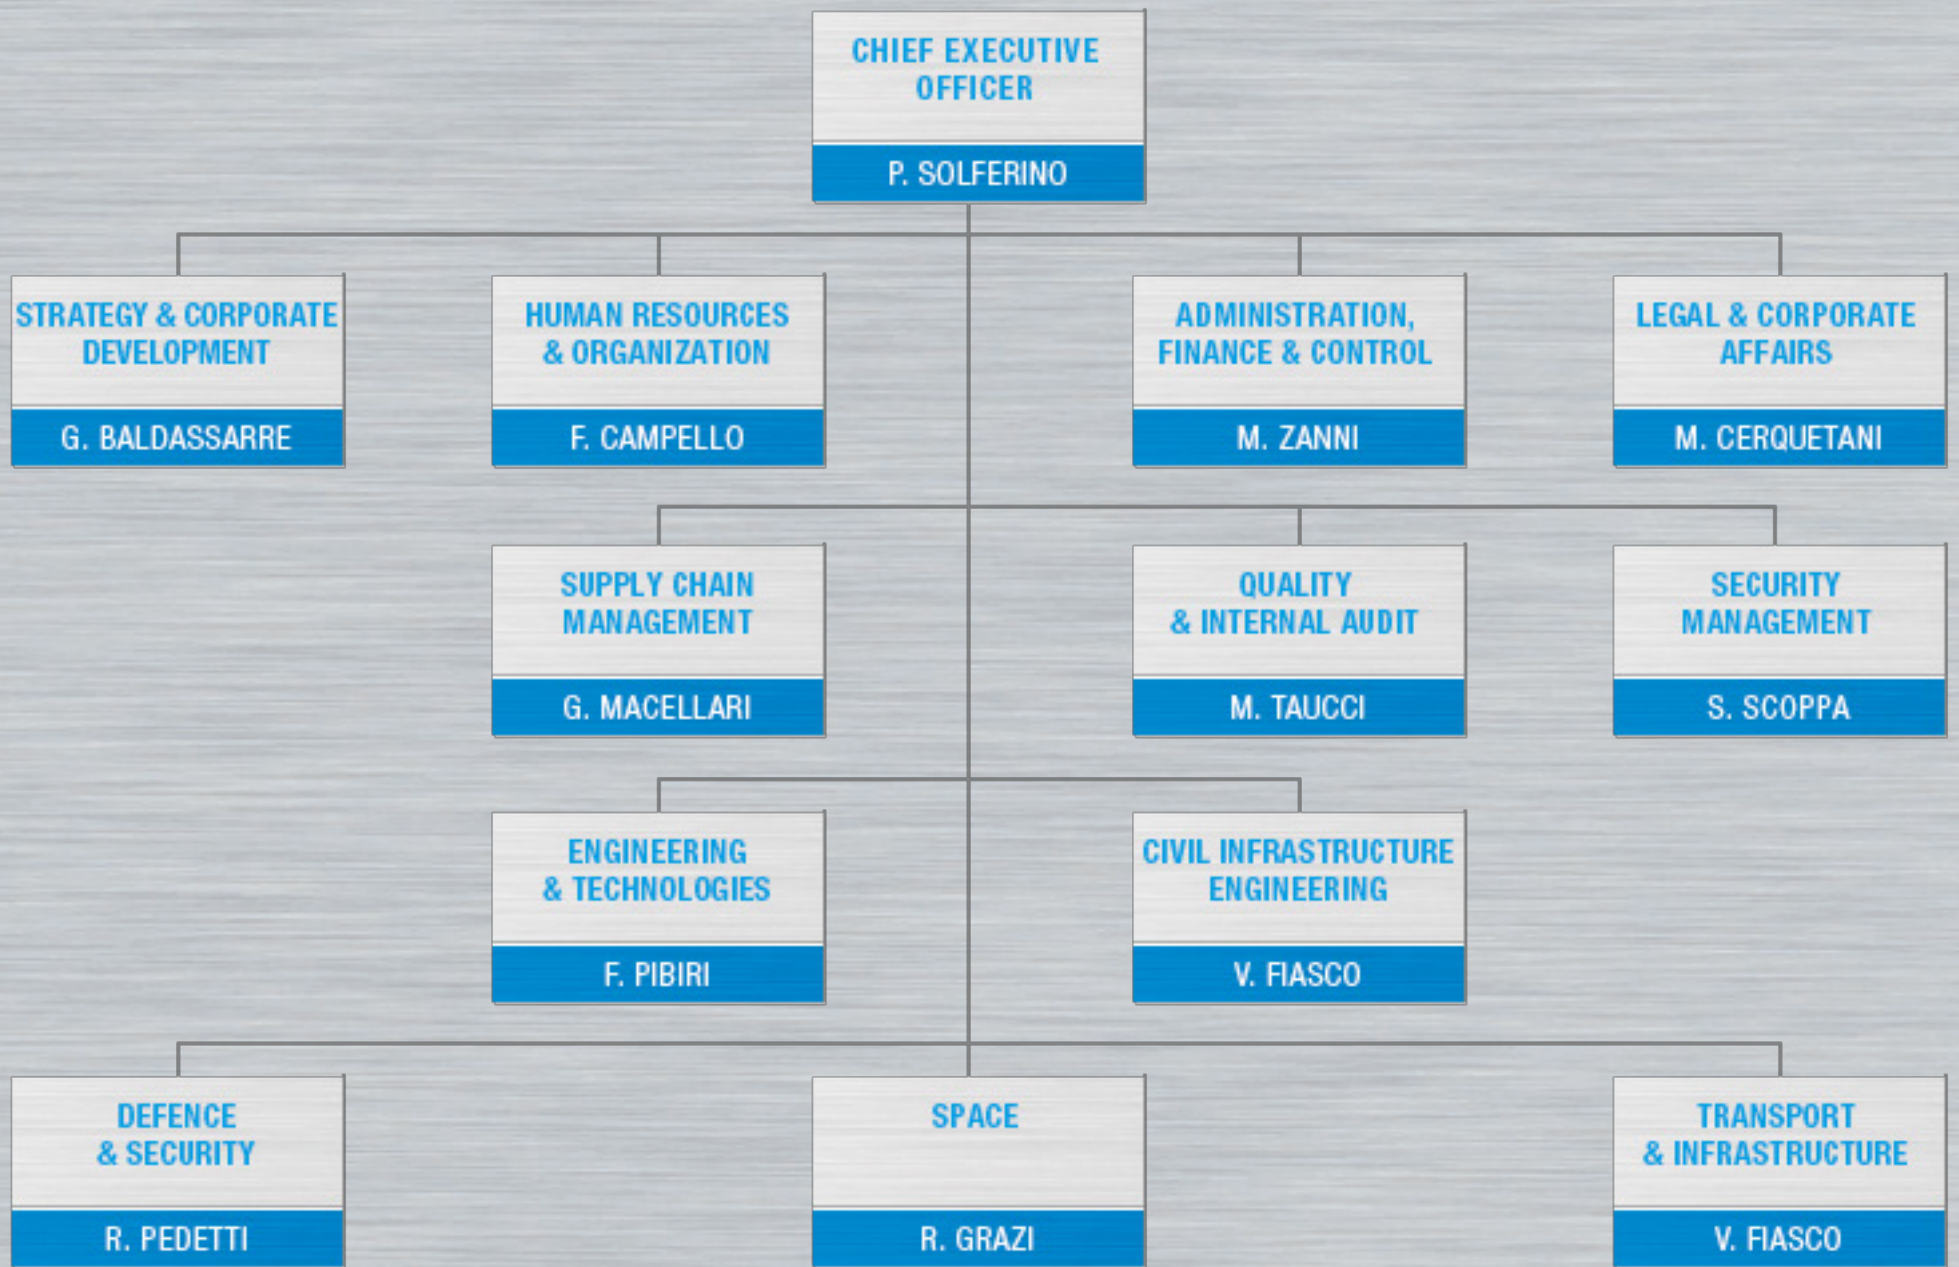 CHIEF EXECUTIVE
OFFICER
P. SOLFERINO
STRATEGY & CORPORATE
DEVELOPMENT
G. BALDASSARRE
HUMAN RESOURCES
& ORGANIZATION
F. CAMPELLO
ADMINISTRATION,
FINANCE & CONTROL
M. ZANNI
LEGAL & CORPORATE
AFFAIRS
M. CERQUETANI
SUPPLY CHAIN
MANAGEMENT
G. MACELLARI
QUALITY
& INTERNAL AUDIT
M. TAUCCI
SECURITY
MANAGEMENT
S. SCOPPA
ENGINEERING
& TECHNOLOGIES
F. PIBIRI
CIVIL INFRASTRUCTURE
ENGINEERING
V. FIASCO
DEFENCE
& SECURITY
R. PEDETTI
SPACE
R. GRAZI
TRANSPORT
& INFRASTRUCTURE
V. FIASCO